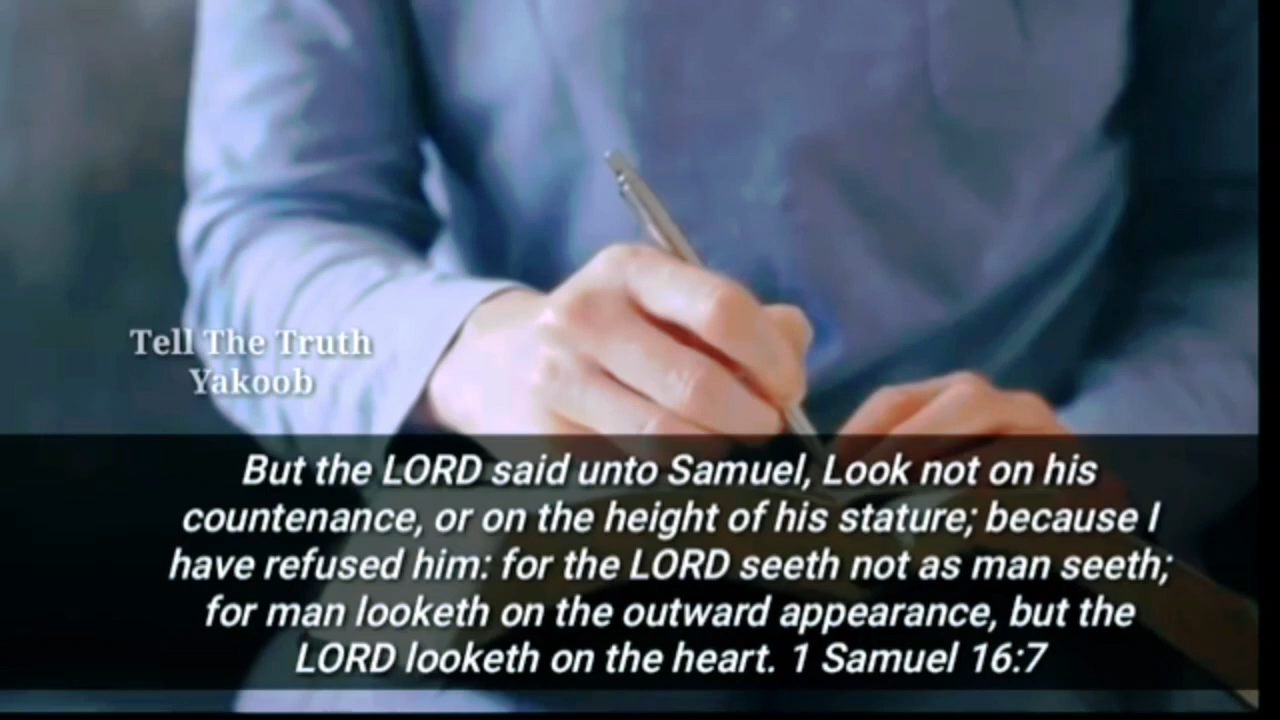 Tell The Truth
Yakoob
But the LORD said unto Samuel, Look not on his
countenance, or on the height of his stature; because I
have refused him: for the LORD seeth not as man seeth;
for man looketh on the outward appearance, but the
LORD looketh on the heart. 1 Samuel 16:7